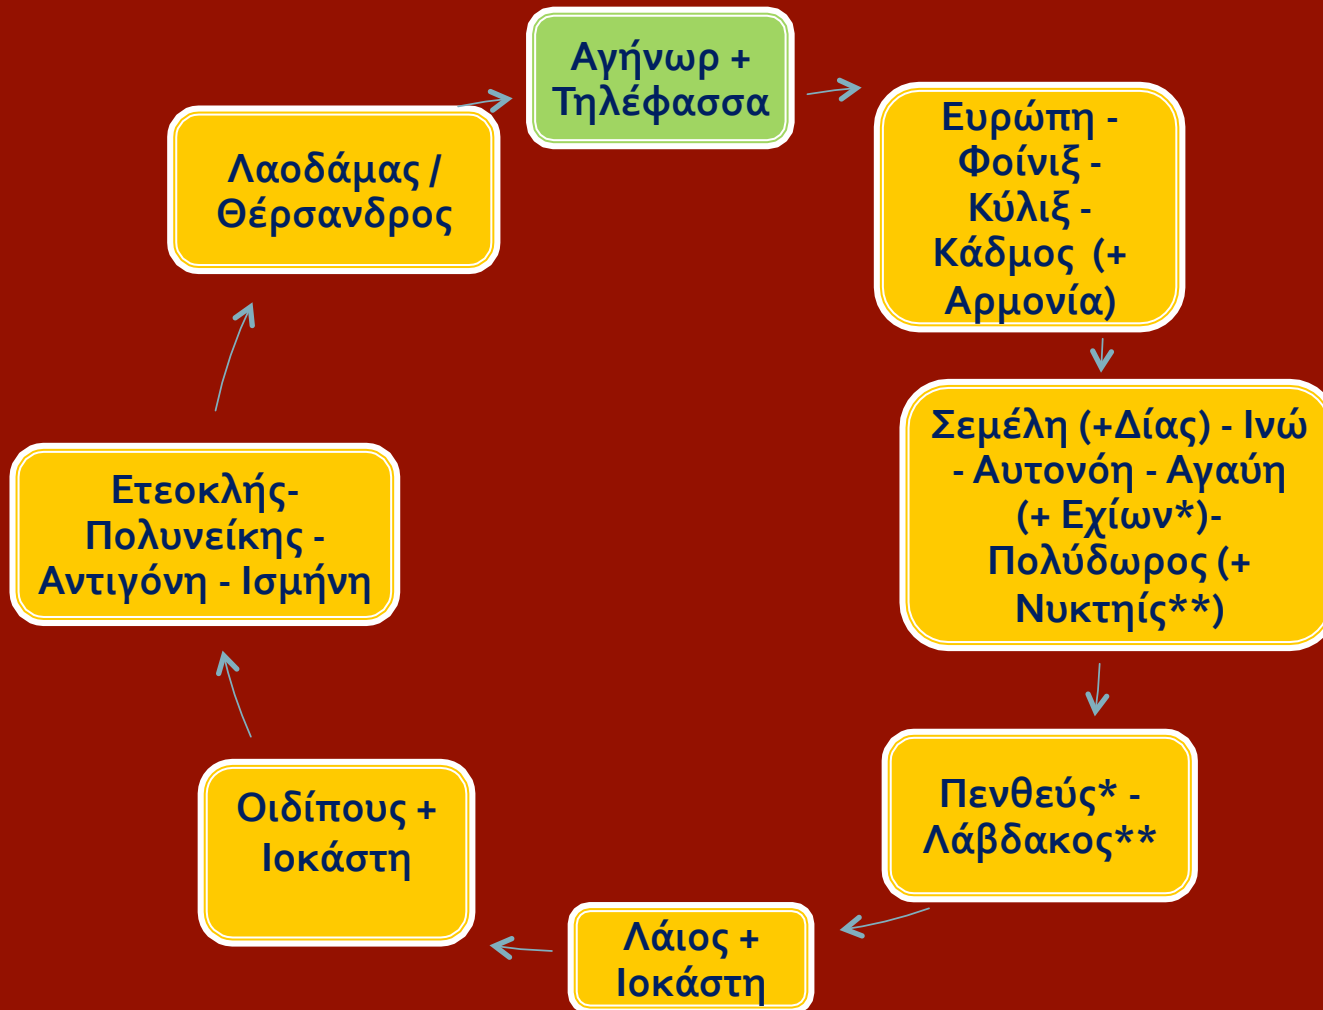 Αγήνωρ +
Τηλέφασσα
Ευρώπη -
Φοίνιξ -
Κύλιξ -
Κάδμος (+
Αρμονία)
Σεμέλη (+Δίας) - Ινώ
- Αυτονόη - Αγαύη
(+ Εχίων*)-
Πολύδωρος (+
Νυκτηίς**)
Πενθεύς* -
Λάβδακος**
Λάιος +
Ιοκάστη
Οιδίπους +
Ιοκάστη
Ετεοκλής-
Πολυνείκης -
Αντιγόνη - Ισμήνη
Λαοδάμας /
Θέρσανδρος